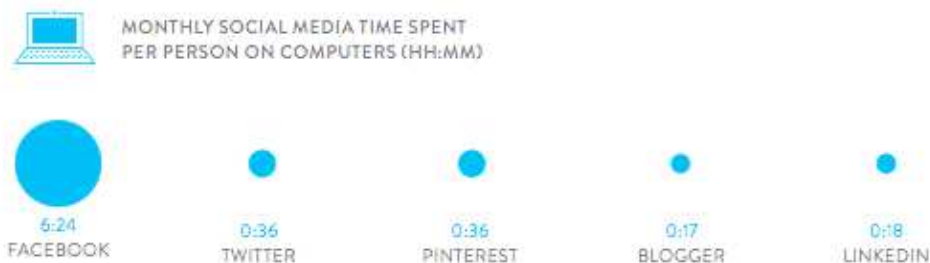 MONTHLY SOCIAL MEDIA TIME SPENT
PER PERSON ON COMPUTERS (HH:MM)
6:24
FACEBOOK
0:36
TWITTER
0:36
PINTEREST
0:17
BLOGGER
0:18
LINKEDIN